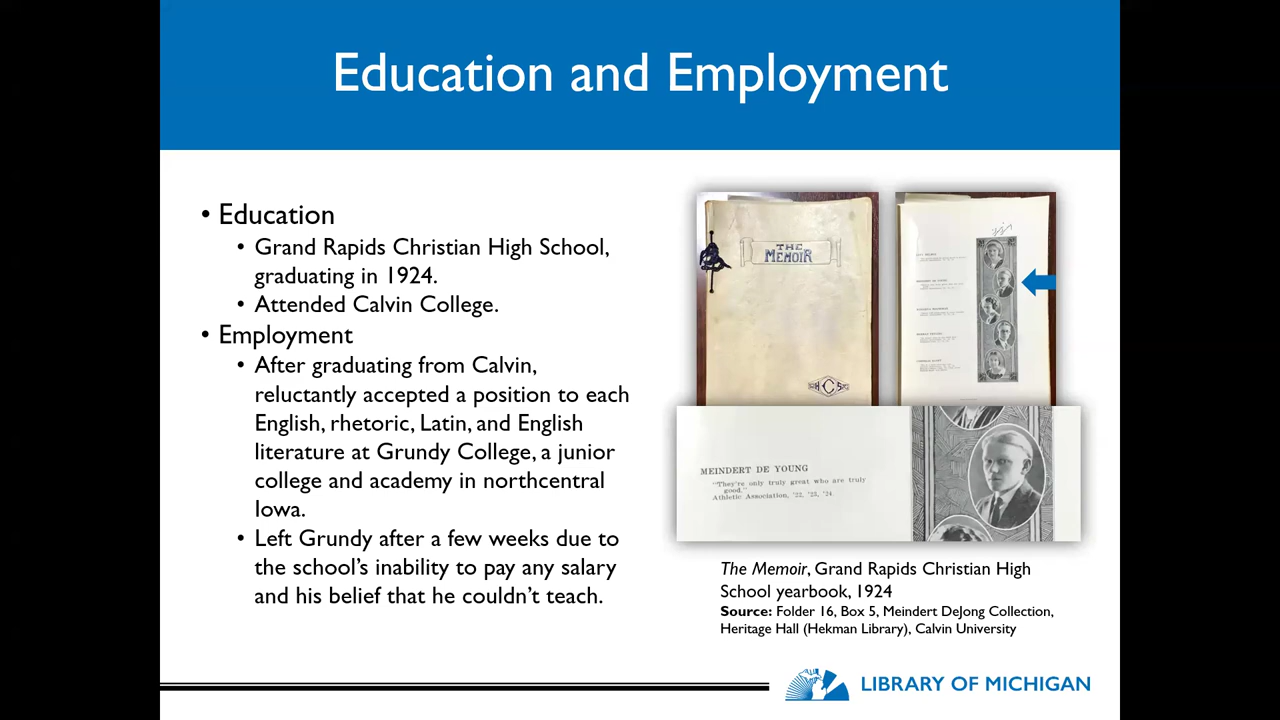 Education and Employment
• Education
• Grand Rapids Christian High School,
graduating in 1924.
• Attended Calvin College.
• Employment
• After graduating from Calvin,
reluctantly accepted a position to each
English, rhetoric, Latin, and English
literature at Grundy College, a junior
college and academy in northcentral
Iowa.
• Left Grundy after a few weeks due to
the school's inability to pay any salary
and his belief that he couldn't teach.
THE
MEMOIR
HCS
MEINDERT DE YOUNG
"They're only truly great who are truly
good."
Athletic Association, '22, '23, '24
The Memoir, Grand Rapids Christian High
School yearbook, 1924
Source: Folder 16, Box 5, Meindert DeJong Collection,
Heritage Hall (Hekman Library), Calvin University
LIBRARY OF MICHIGAN